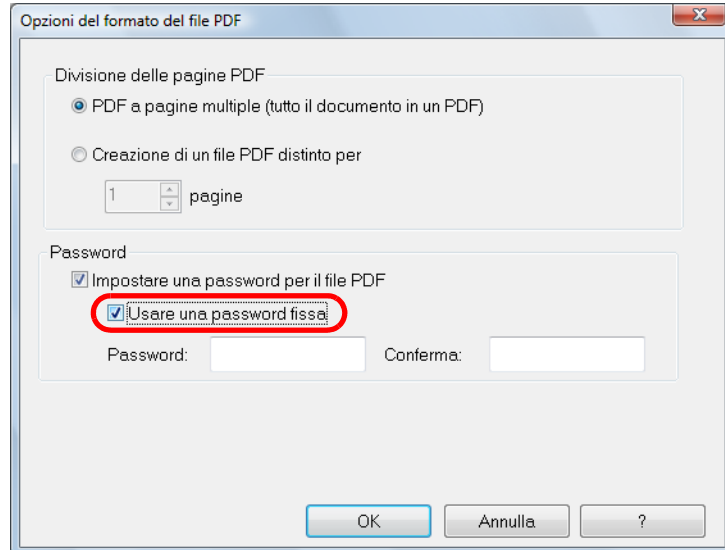 Opzioni del formato del file PDF
Divisione delle pagine PDF
PDF a pagine multiple (tutto il documento in un PDF)
Creazione di un file PDF distinto per
1 pagine
Password
Impostare una password per il file PDF
Usare una password fissa
Password: Conferma:
OK Annulla ?